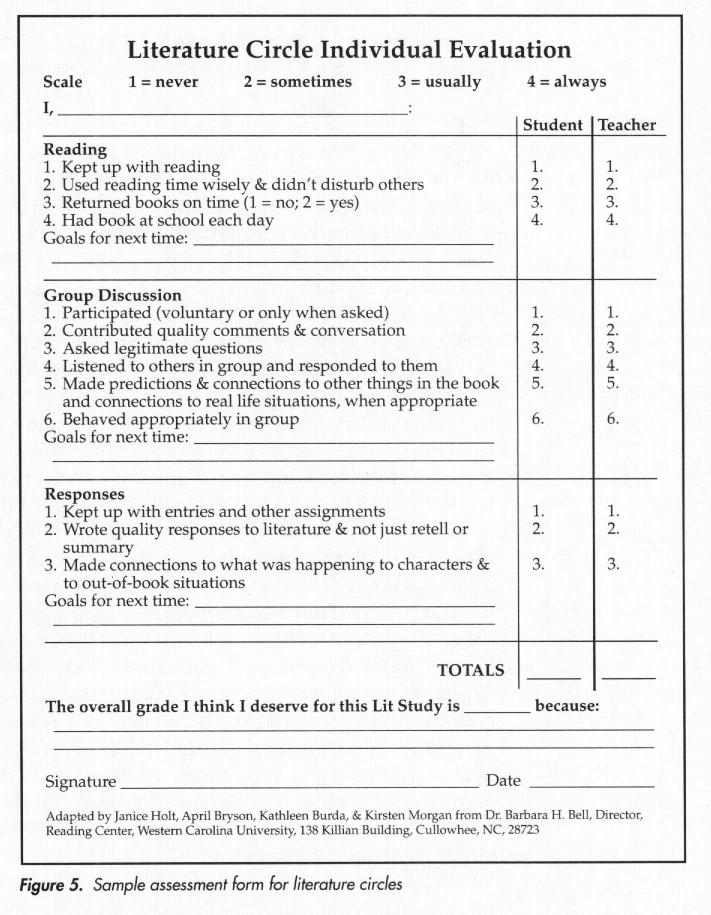 Literature Circle Individual Evaluation
Scale 1 = never 2 = sometimes 3 = usually 4 = always
I, ______________________________ :
Student Teacher
Reading
1. Kept up with reading 1. 1.
2. Used reading time wisely & didn't disturb others 2. 2.
3. Returned books on time (1 = no; 2 = yes) 3. 3.
4. Had book at school each day 4. 4.
Goals for next time: ______________________________
Group Discussion
1. Participated (voluntary or only when asked) 1. 1.
2. Contributed quality comments & conversation 2. 2.
3. Asked legitimate questions 3. 3.
4. Listened to others in group and responded to them 4. 4.
5. Made predictions & connections to other things in the book 5. 5.
and connections to real life situations, when appropriate
6. Behaved appropriately in group 6. 6.
Goals for next time: ______________________________
Responses
1. Kept up with entries and other assignments 1. 1.
2. Wrote quality responses to literature & not just retell or 2. 2.
summary
3. Made connections to what was happening to characters & 3. 3.
to out-of-book situations
Goals for next time: ______________________________
TOTALS ______ ______
The overall grade I think I deserve for this Lit Study is _______ because:
Signature ______________________________ Date ____________
Adapted by Janice Holt, April Bryson, Kathleen Burda, & Kirsten Morgan from Dr. Barbara H. Bell, Director,
Reading Center, Western Carolina University, 138 Killian Building, Cullowhee, NC, 28723
Figure 5. Sample assessment form for literature circles